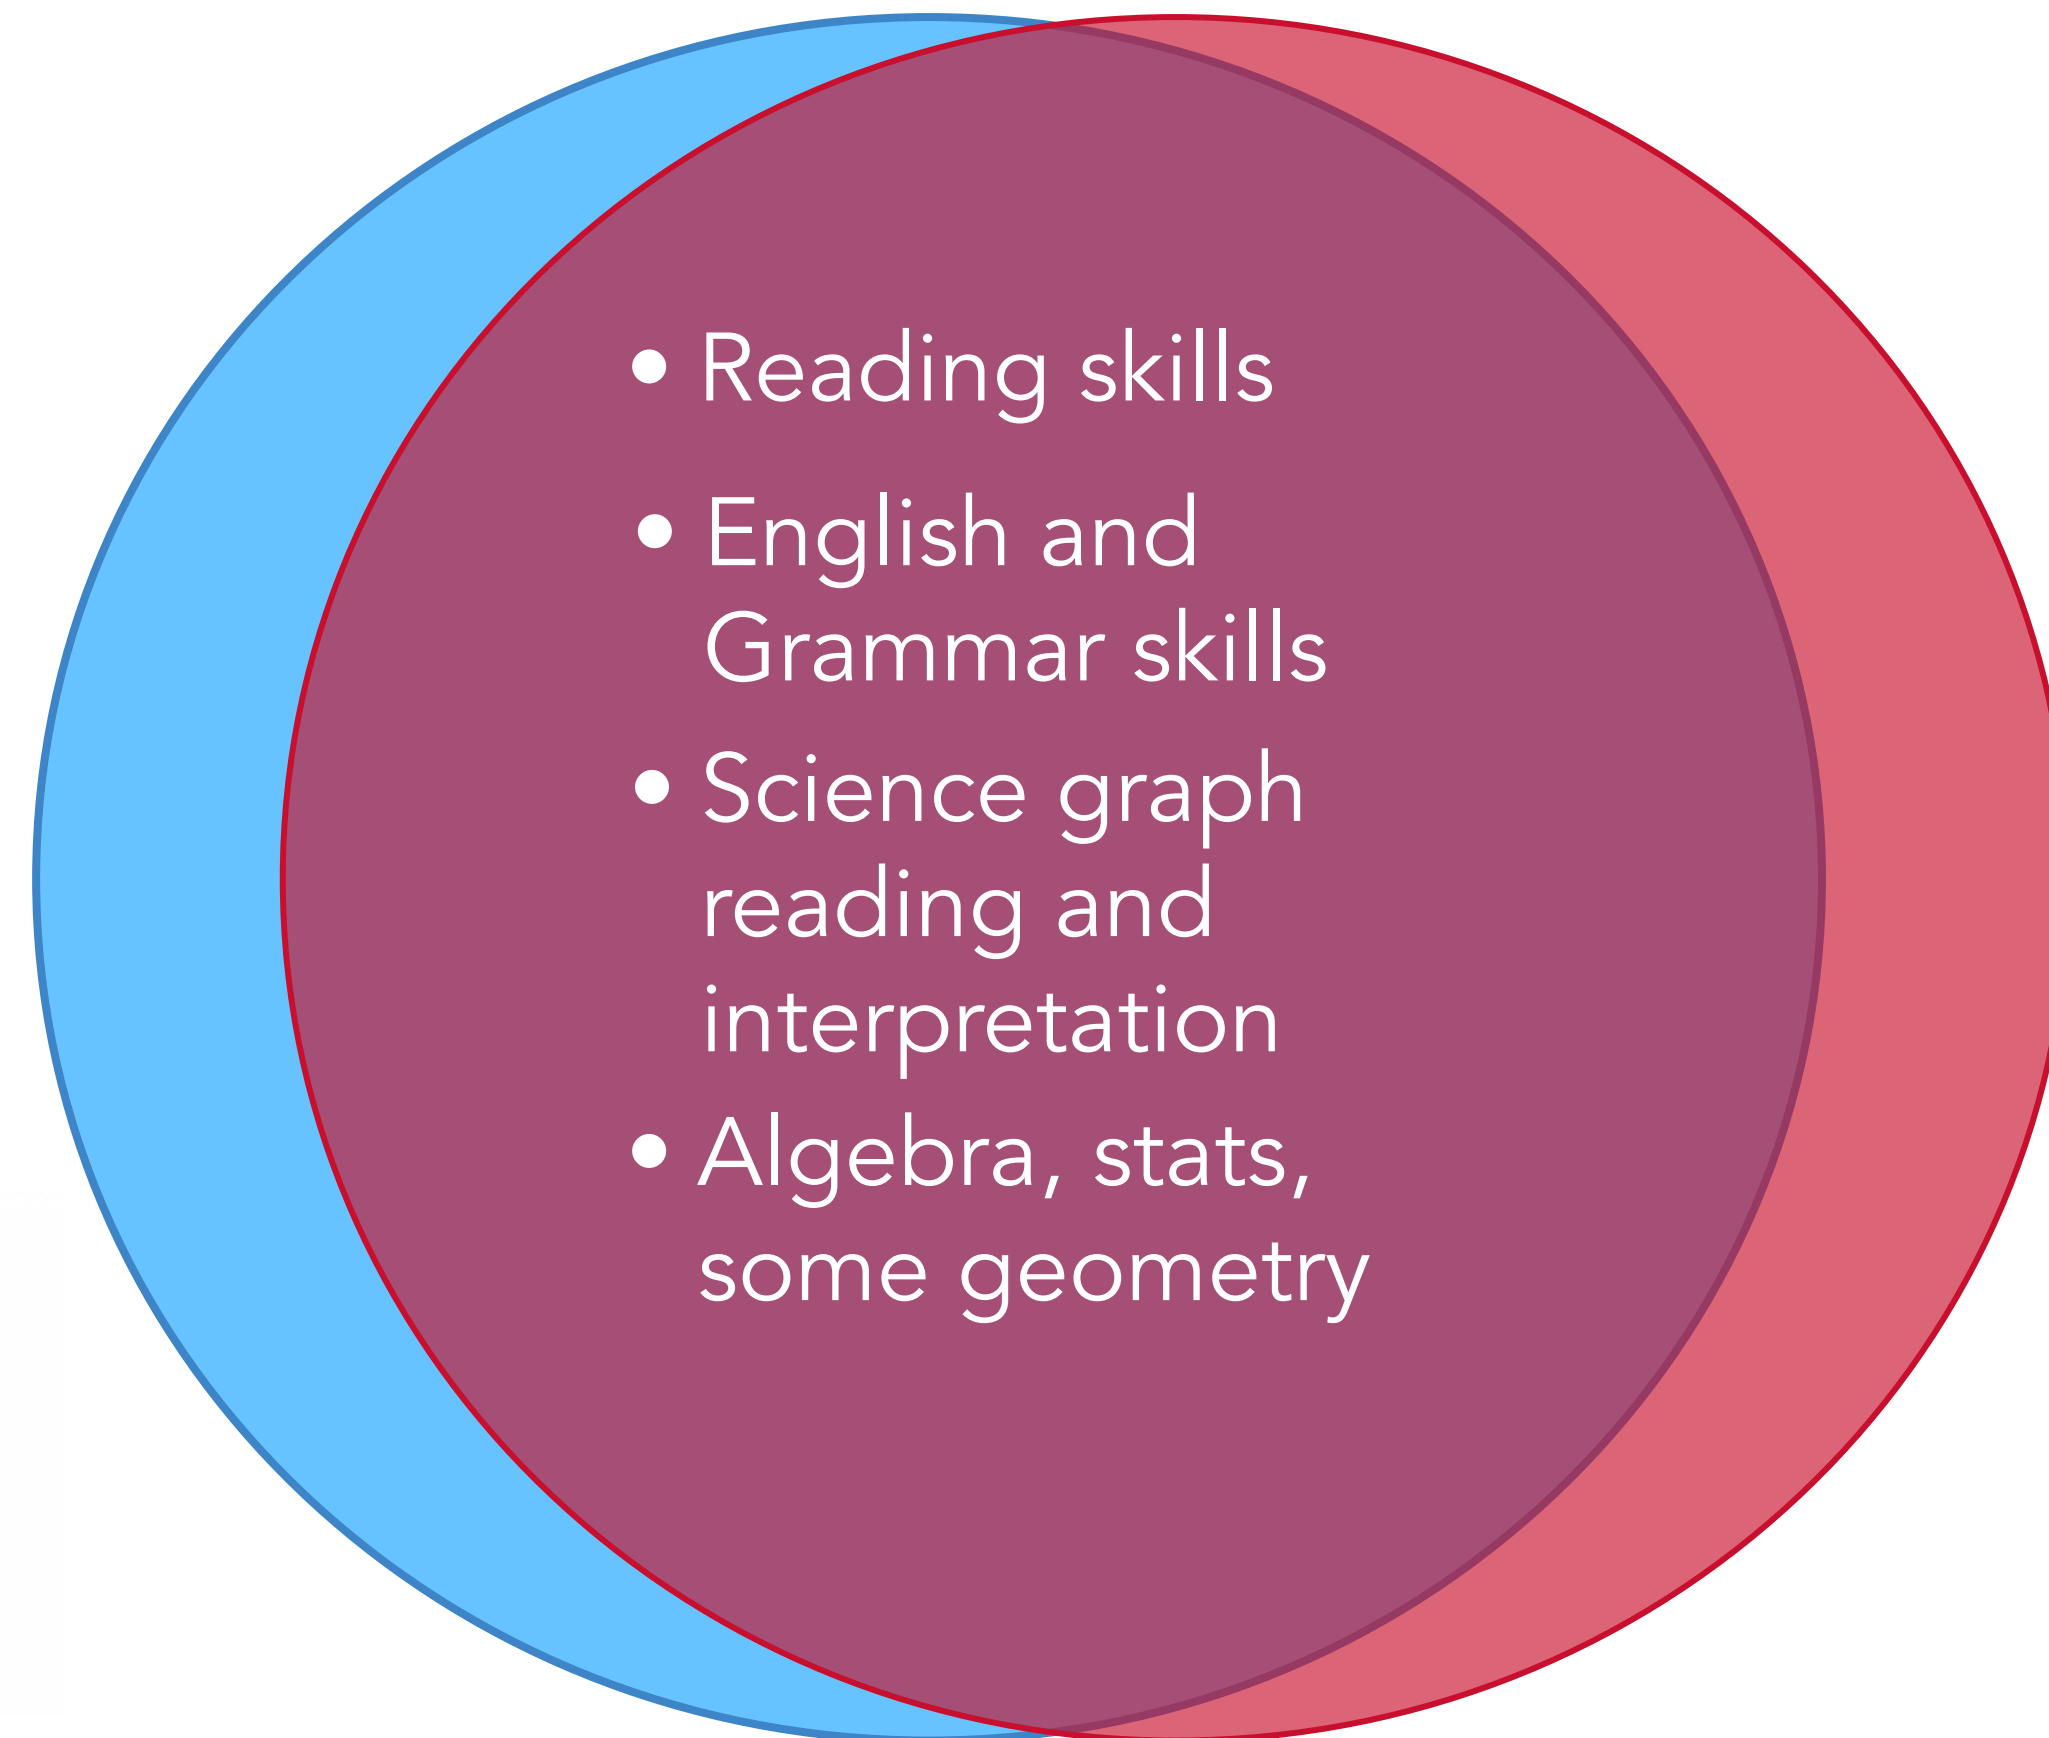 • Reading skills
• English and
Grammar skills
• Science graph
reading and
interpretation
• Algebra, stats,
some geometry